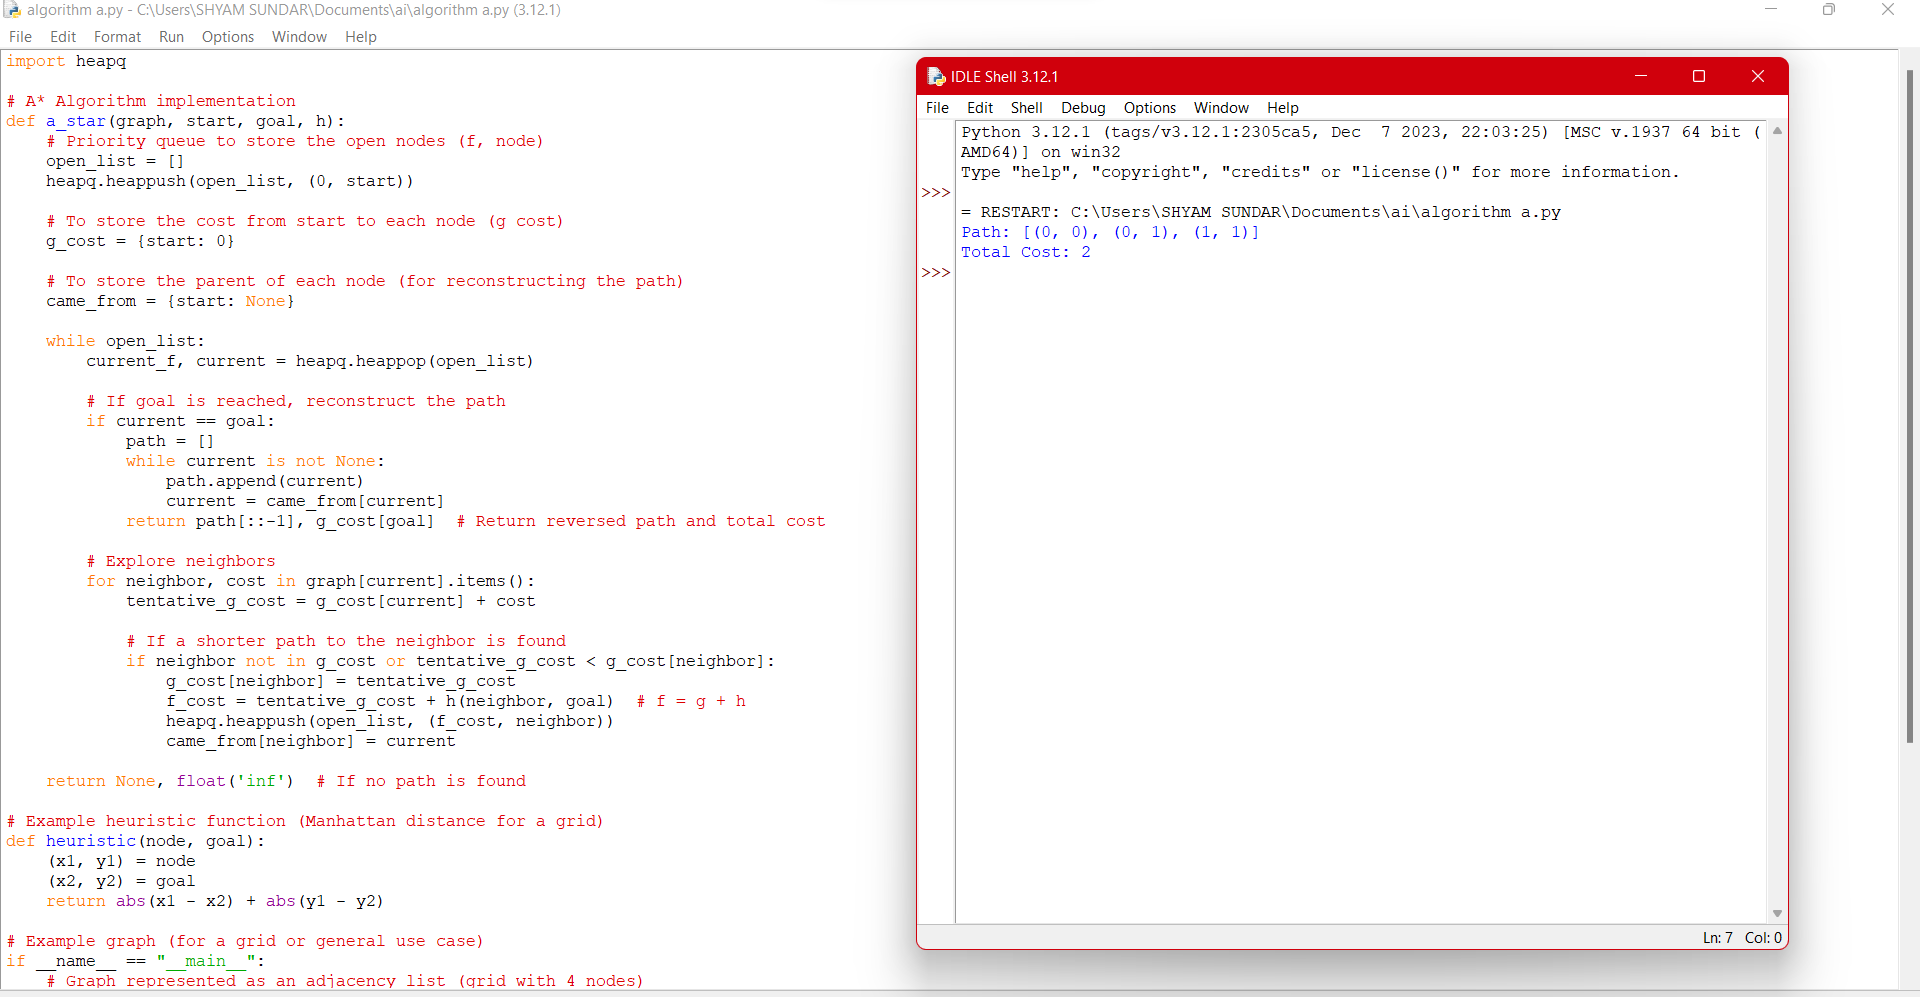 algorithm a.py - C:\Users\SHYAM SUNDAR\Documents\ai\algorithm a.py (3.12.1)
File Edit Format Run Options Window Help
import heapq

# A* Algorithm implementation
def a_star(graph, start, goal, h):
    # Priority queue to store the open nodes (f, node)
    open_list = []
    heapq.heappush(open_list, (0, start))

    # To store the cost from start to each node (g cost)
    g_cost = {start: 0}

    # To store the parent of each node (for reconstructing the path)
    came_from = {start: None}

    while open_list:
        current_f, current = heapq.heappop(open_list)

        # If goal is reached, reconstruct the path
        if current == goal:
            path = []
            while current is not None:
                path.append(current)
                current = came_from[current]
            return path[::-1], g_cost[goal]  # Return reversed path and total cost

        # Explore neighbors
        for neighbor, cost in graph[current].items():
            tentative_g_cost = g_cost[current] + cost

            # If a shorter path to the neighbor is found
            if neighbor not in g_cost or tentative_g_cost < g_cost[neighbor]:
                g_cost[neighbor] = tentative_g_cost
                f_cost = tentative_g_cost + h(neighbor, goal)  # f = g + h
                heapq.heappush(open_list, (f_cost, neighbor))
                came_from[neighbor] = current

    return None, float('inf')  # If no path is found

# Example heuristic function (Manhattan distance for a grid)
def heuristic(node, goal):
    (x1, y1) = node
    (x2, y2) = goal
    return abs(x1 - x2) + abs(y1 - y2)

# Example graph (for a grid or general use case)
if __name__ == "__main__":
    # Graph represented as an adjacency list (grid with 4 nodes)
IDLE Shell 3.12.1
File Edit Shell Debug Options Window Help
Python 3.12.1 (tags/v3.12.1:2305ca5, Dec  7 2023, 22:03:25) [MSC v.1937 64 bit (
AMD64)] on win32
Type "help", "copyright", "credits" or "license()" for more information.
>>>
= RESTART: C:\Users\SHYAM SUNDAR\Documents\ai\algorithm a.py
Path: [(0, 0), (0, 1), (1, 1)]
Total Cost: 2
>>>
Ln: 7 Col: 0